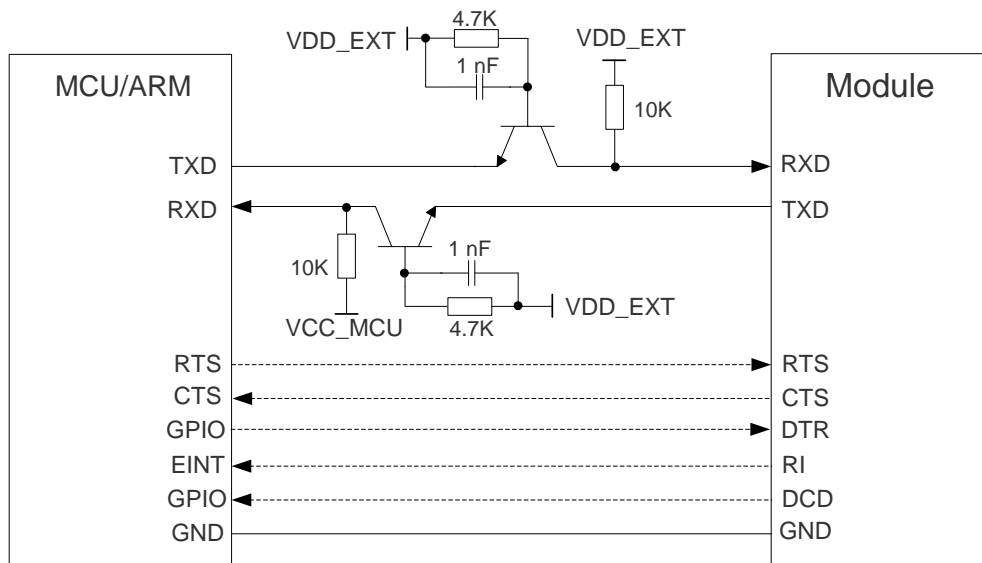 4.7K
VDD_EXT
VDD_EXT
1 nF
MCU/ARM
Module
10K
TXD
RXD
RXD
TXD
1 nF
10K
VDD_EXT
VCC_MCU
4.7K
RTS
RTS
CTS
CTS
GPIO
DTR
EINT
RI
GPIO
DCD
GND
GND